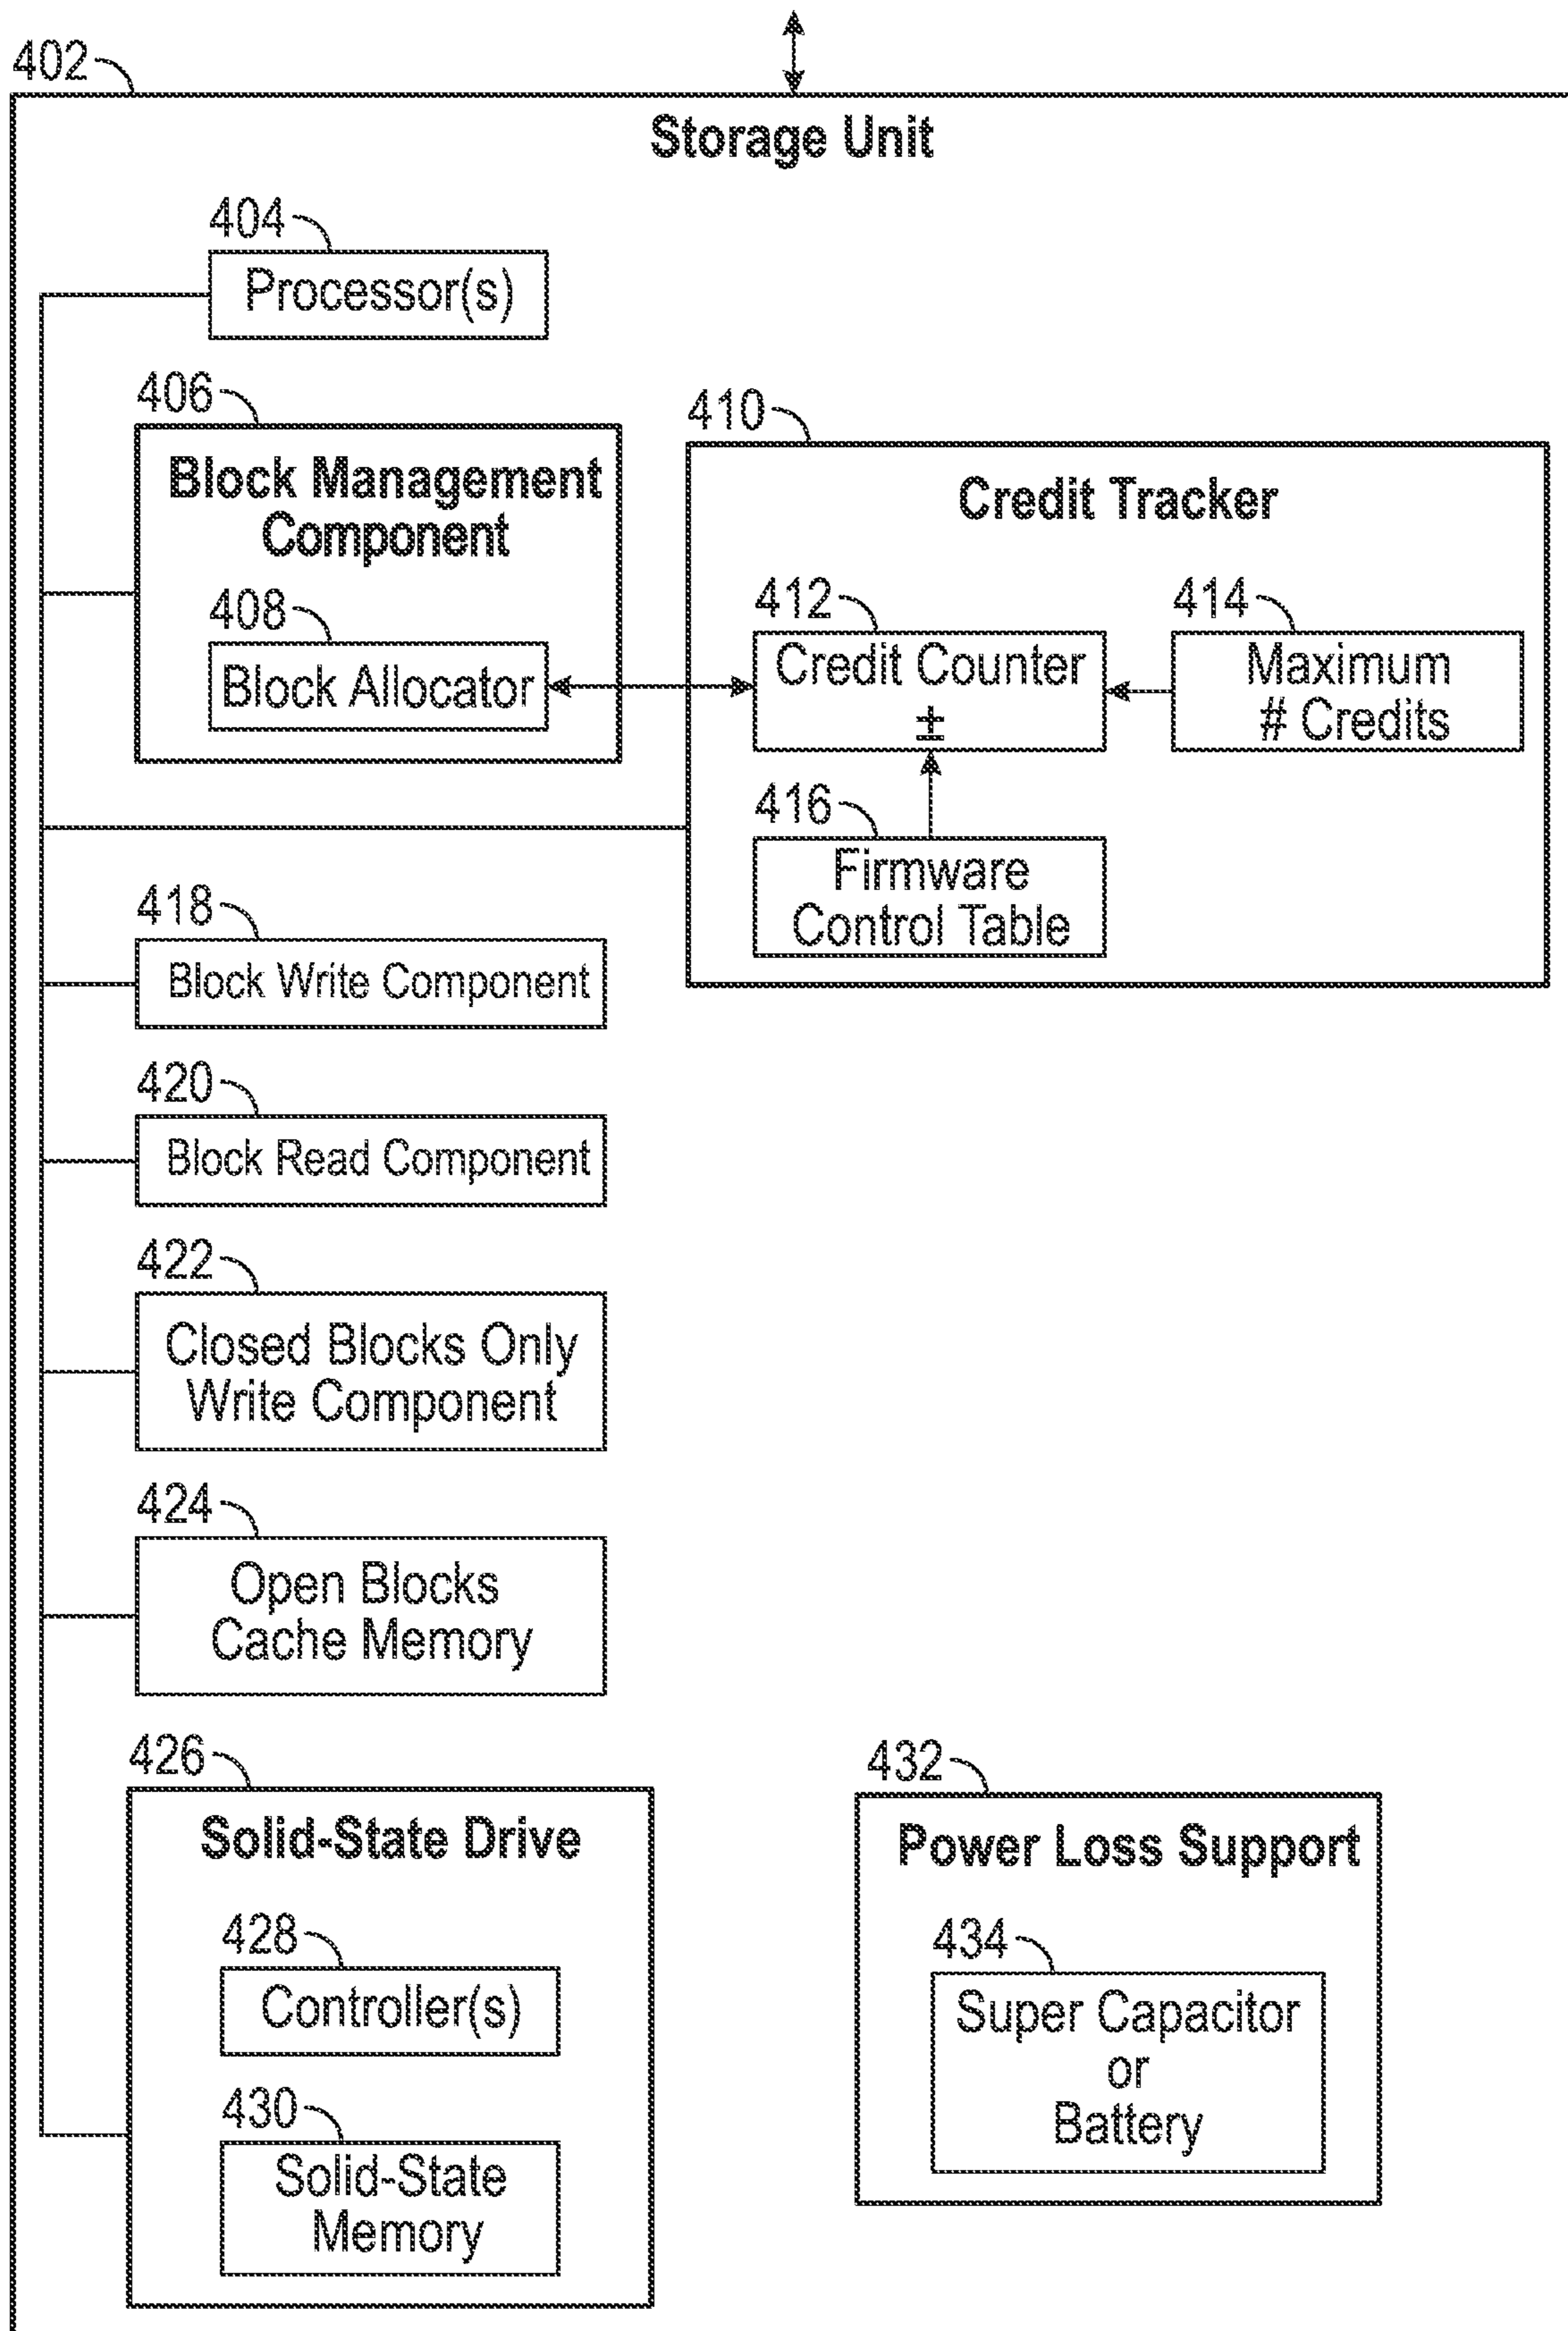 402
Storage Unit
404
Processor(s)
406
Block Management
Component
408
Block Allocator
410
Credit Tracker
412
Credit Counter
±
414
Maximum
# Credits
416
Firmware
Control Table
418
Block Write Component
420
Block Read Component
422
Closed Blocks Only
Write Component
424
Open Blocks
Cache Memory
426
Solid-State Drive
428
Controller(s)
430
Solid-State
Memory
432
Power Loss Support
434
Super Capacitor
or
Battery